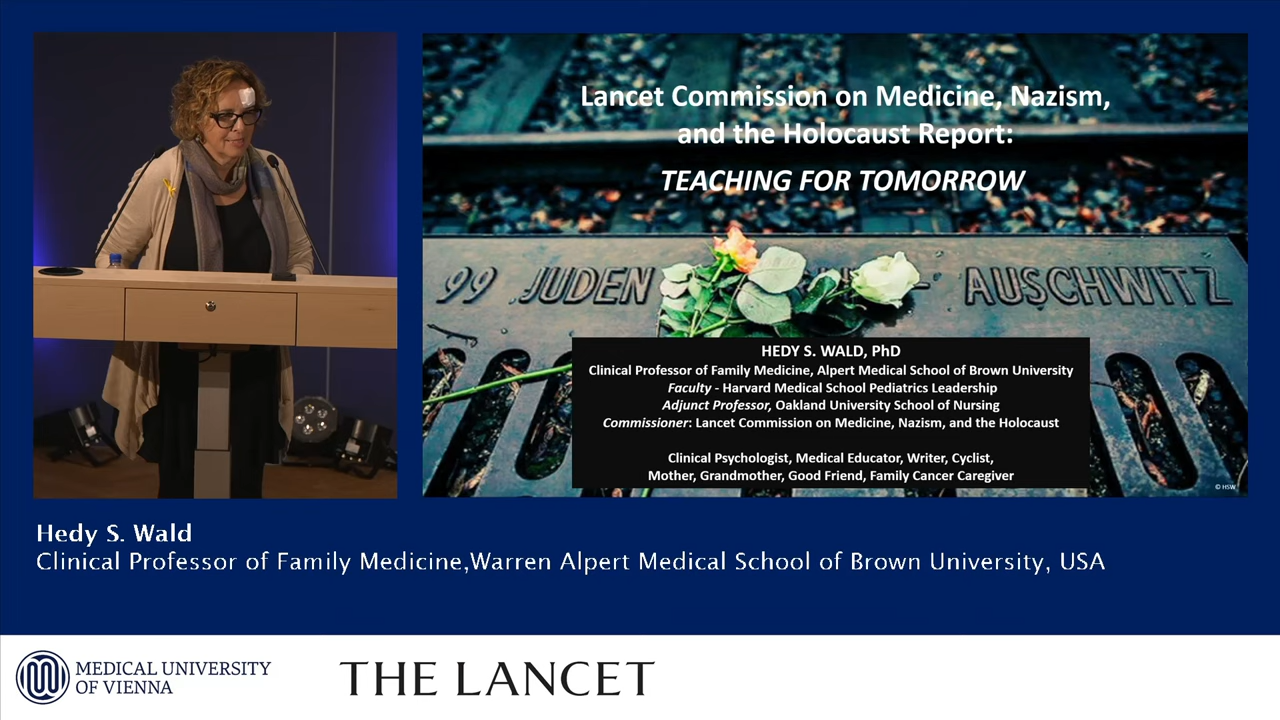 Lancet Commission on Medicine, Nazism,
and the Holocaust Report:
TEACHING FOR TOMORROW
99 JUDEN
- AUSCHWITZ
HEDY S. WALD, PhD
Clinical Professor of Family Medicine, Alpert Medical School of Brown University
Faculty - Harvard Medical School Pediatrics Leadership
Adjunct Professor, Oakland University School of Nursing
Commissioner: Lancet Commission on Medicine, Nazism, and the Holocaust
Clinical Psychologist, Medical Educator, Writer, Cyclist,
Mother, Grandmother, Good Friend, Family Cancer Caregiver
© HSW
Hedy S. Wald
Clinical Professor of Family Medicine,Warren Alpert Medical School of Brown University, USA
MEDICAL UNIVERSITY
OF VIENNA
THE LANCET